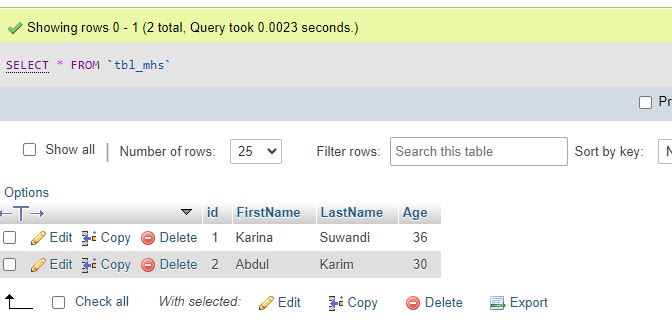 Showing rows 0 - 1 (2 total, Query took 0.0023 seconds.)
SELECT * FROM `tbl_mhs`
Pr
Show all | Number of rows: 25 Filter rows: Search this table Sort by key: N
Options
id FirstName LastName Age
Edit Copy Delete 1 Karina Suwandi 36
Edit Copy Delete 2 Abdul Karim 30
Check all With selected: Edit Copy Delete Export